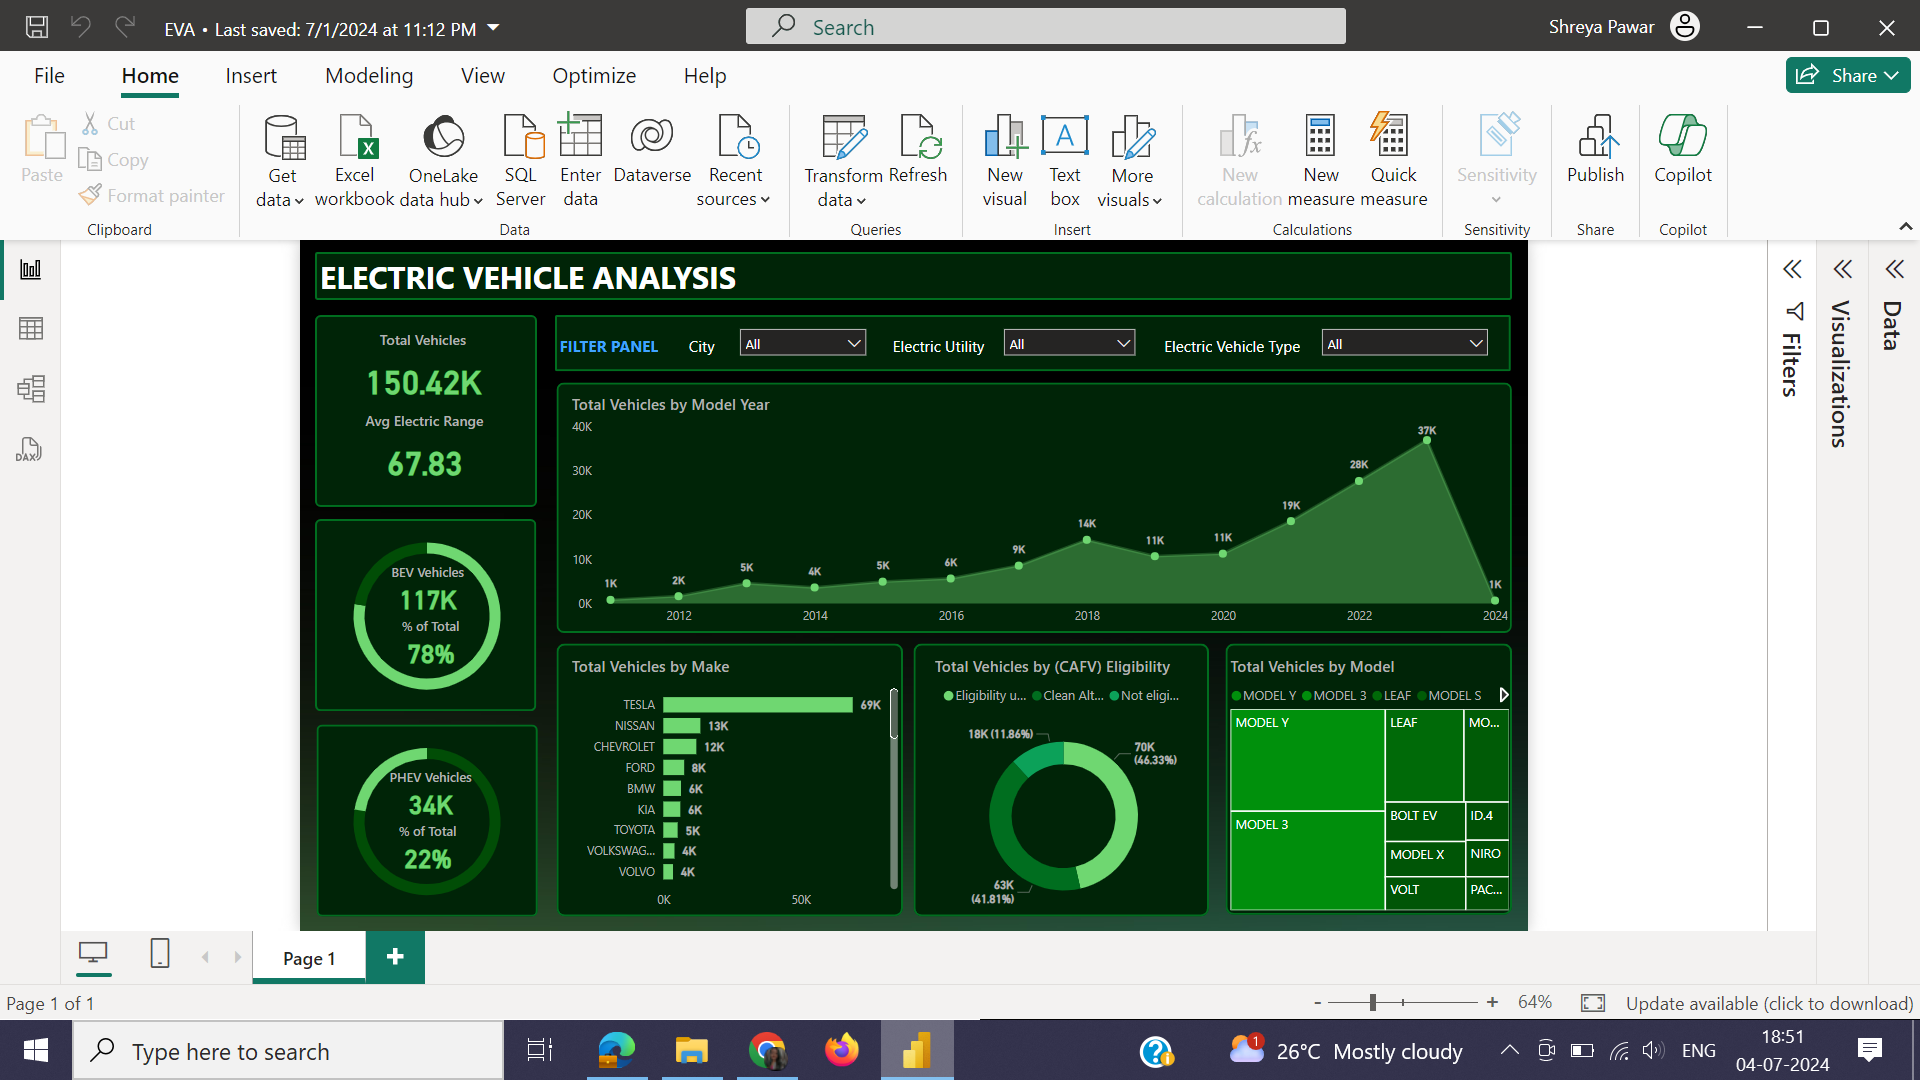 EVA • Last saved: 7/1/2024 at 11:12 PM
Search
Shreya Pawar
File Home Insert Modeling View Optimize Help
Share
Paste
Cut
Copy
Format painter
Clipboard
Get data
Excel workbook
OneLake data hub
SQL Server
Enter data
Dataverse
Recent sources
Data
Transform data
Refresh
Queries
New visual
Text box
More visuals
Insert
New calculation
New measure
Quick measure
Calculations
Sensitivity
Sensitivity
Publish
Share
Copilot
Copilot
DAX
ELECTRIC VEHICLE ANALYSIS
Total Vehicles
150.42K
Avg Electric Range
67.83
FILTER PANEL City All Electric Utility All Electric Vehicle Type All
Total Vehicles by Model Year
40K
30K
20K
10K
0K
1K 2K 5K 4K 5K 6K 9K 14K 11K 11K 19K 28K 37K 1K
2012 2014 2016 2018 2020 2022 2024
BEV Vehicles
117K
% of Total
78%
PHEV Vehicles
34K
% of Total
22%
Total Vehicles by Make
TESLA 69K
NISSAN 13K
CHEVROLET 12K
FORD 8K
BMW 6K
KIA 6K
TOYOTA 5K
VOLKSWAG... 4K
VOLVO 4K
0K 50K
Total Vehicles by (CAFV) Eligibility
Eligibility u... Clean Alt... Not eligi...
18K (11.86%)
70K
(46.33%)
63K
(41.81%)
Total Vehicles by Model
MODEL Y MODEL 3 LEAF MODEL S
MODEL Y
MODEL 3
LEAF
MO...
BOLT EV
ID.4
MODEL X
NIRO
VOLT
PAC...
Filters
Visualizations
Data
Page 1
+
Page 1 of 1
- + 64%
Update available (click to download)
Type here to search
1
26°C Mostly cloudy
ENG
18:51
04-07-2024